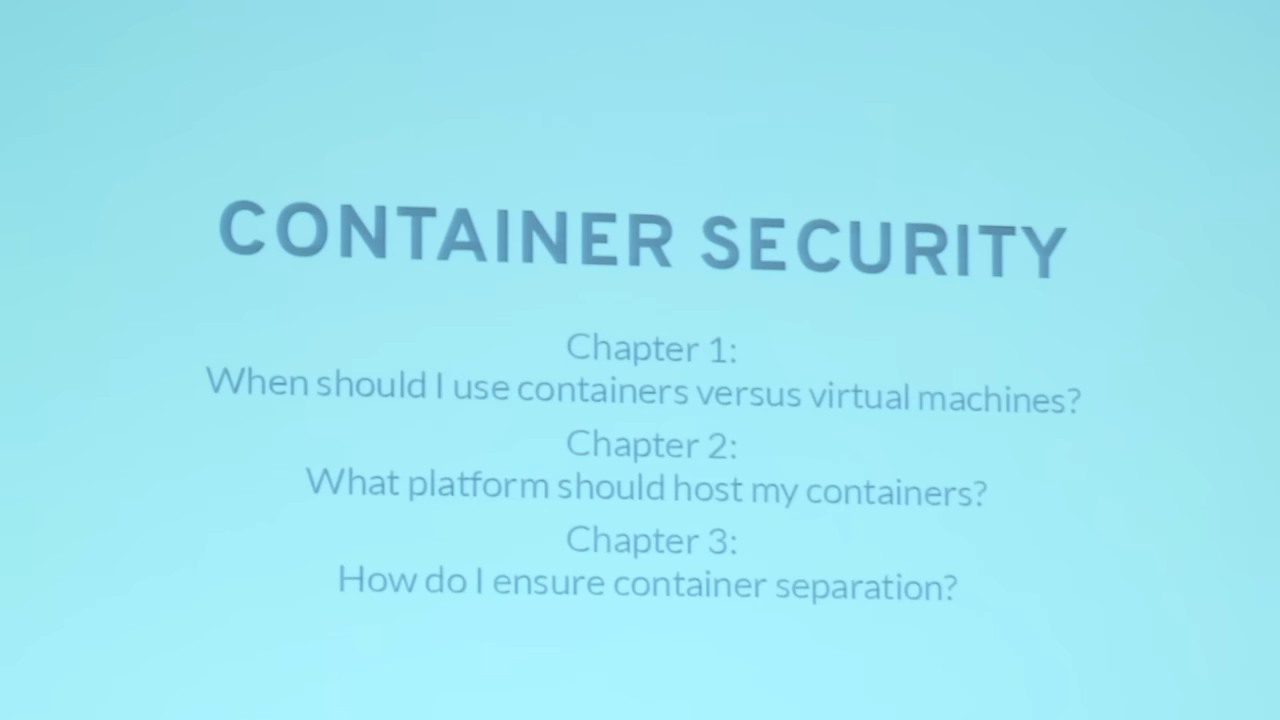 CONTAINER SECURITY
Chapter 1:
When should I use containers versus virtual machines?
Chapter 2:
What platform should host my containers?
Chapter 3:
How do I ensure container separation?